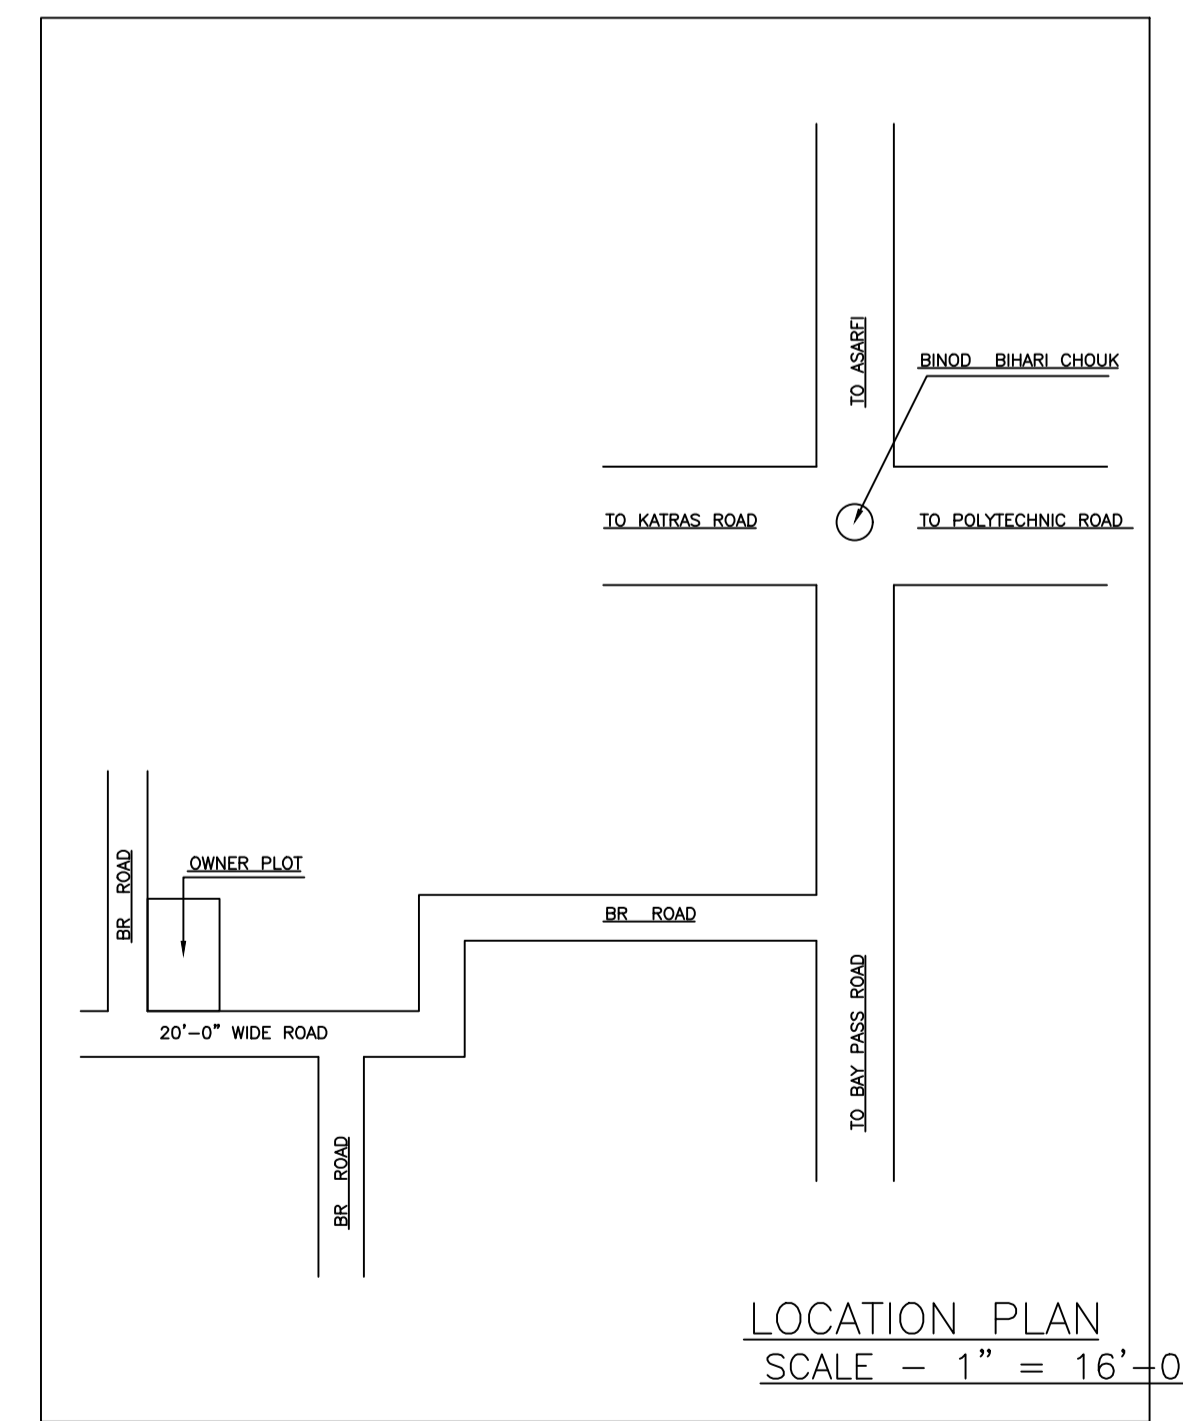 TO ASARFI
BINOD BIHARI CHOUK
TO KATRAS ROAD
TO POLYTECHNIC ROAD
BR ROAD
OWNER PLOT
BR ROAD
20'-0" WIDE ROAD
TO BAY PASS ROAD
BR ROAD
LOCATION PLAN
SCALE - 1" = 16'-0